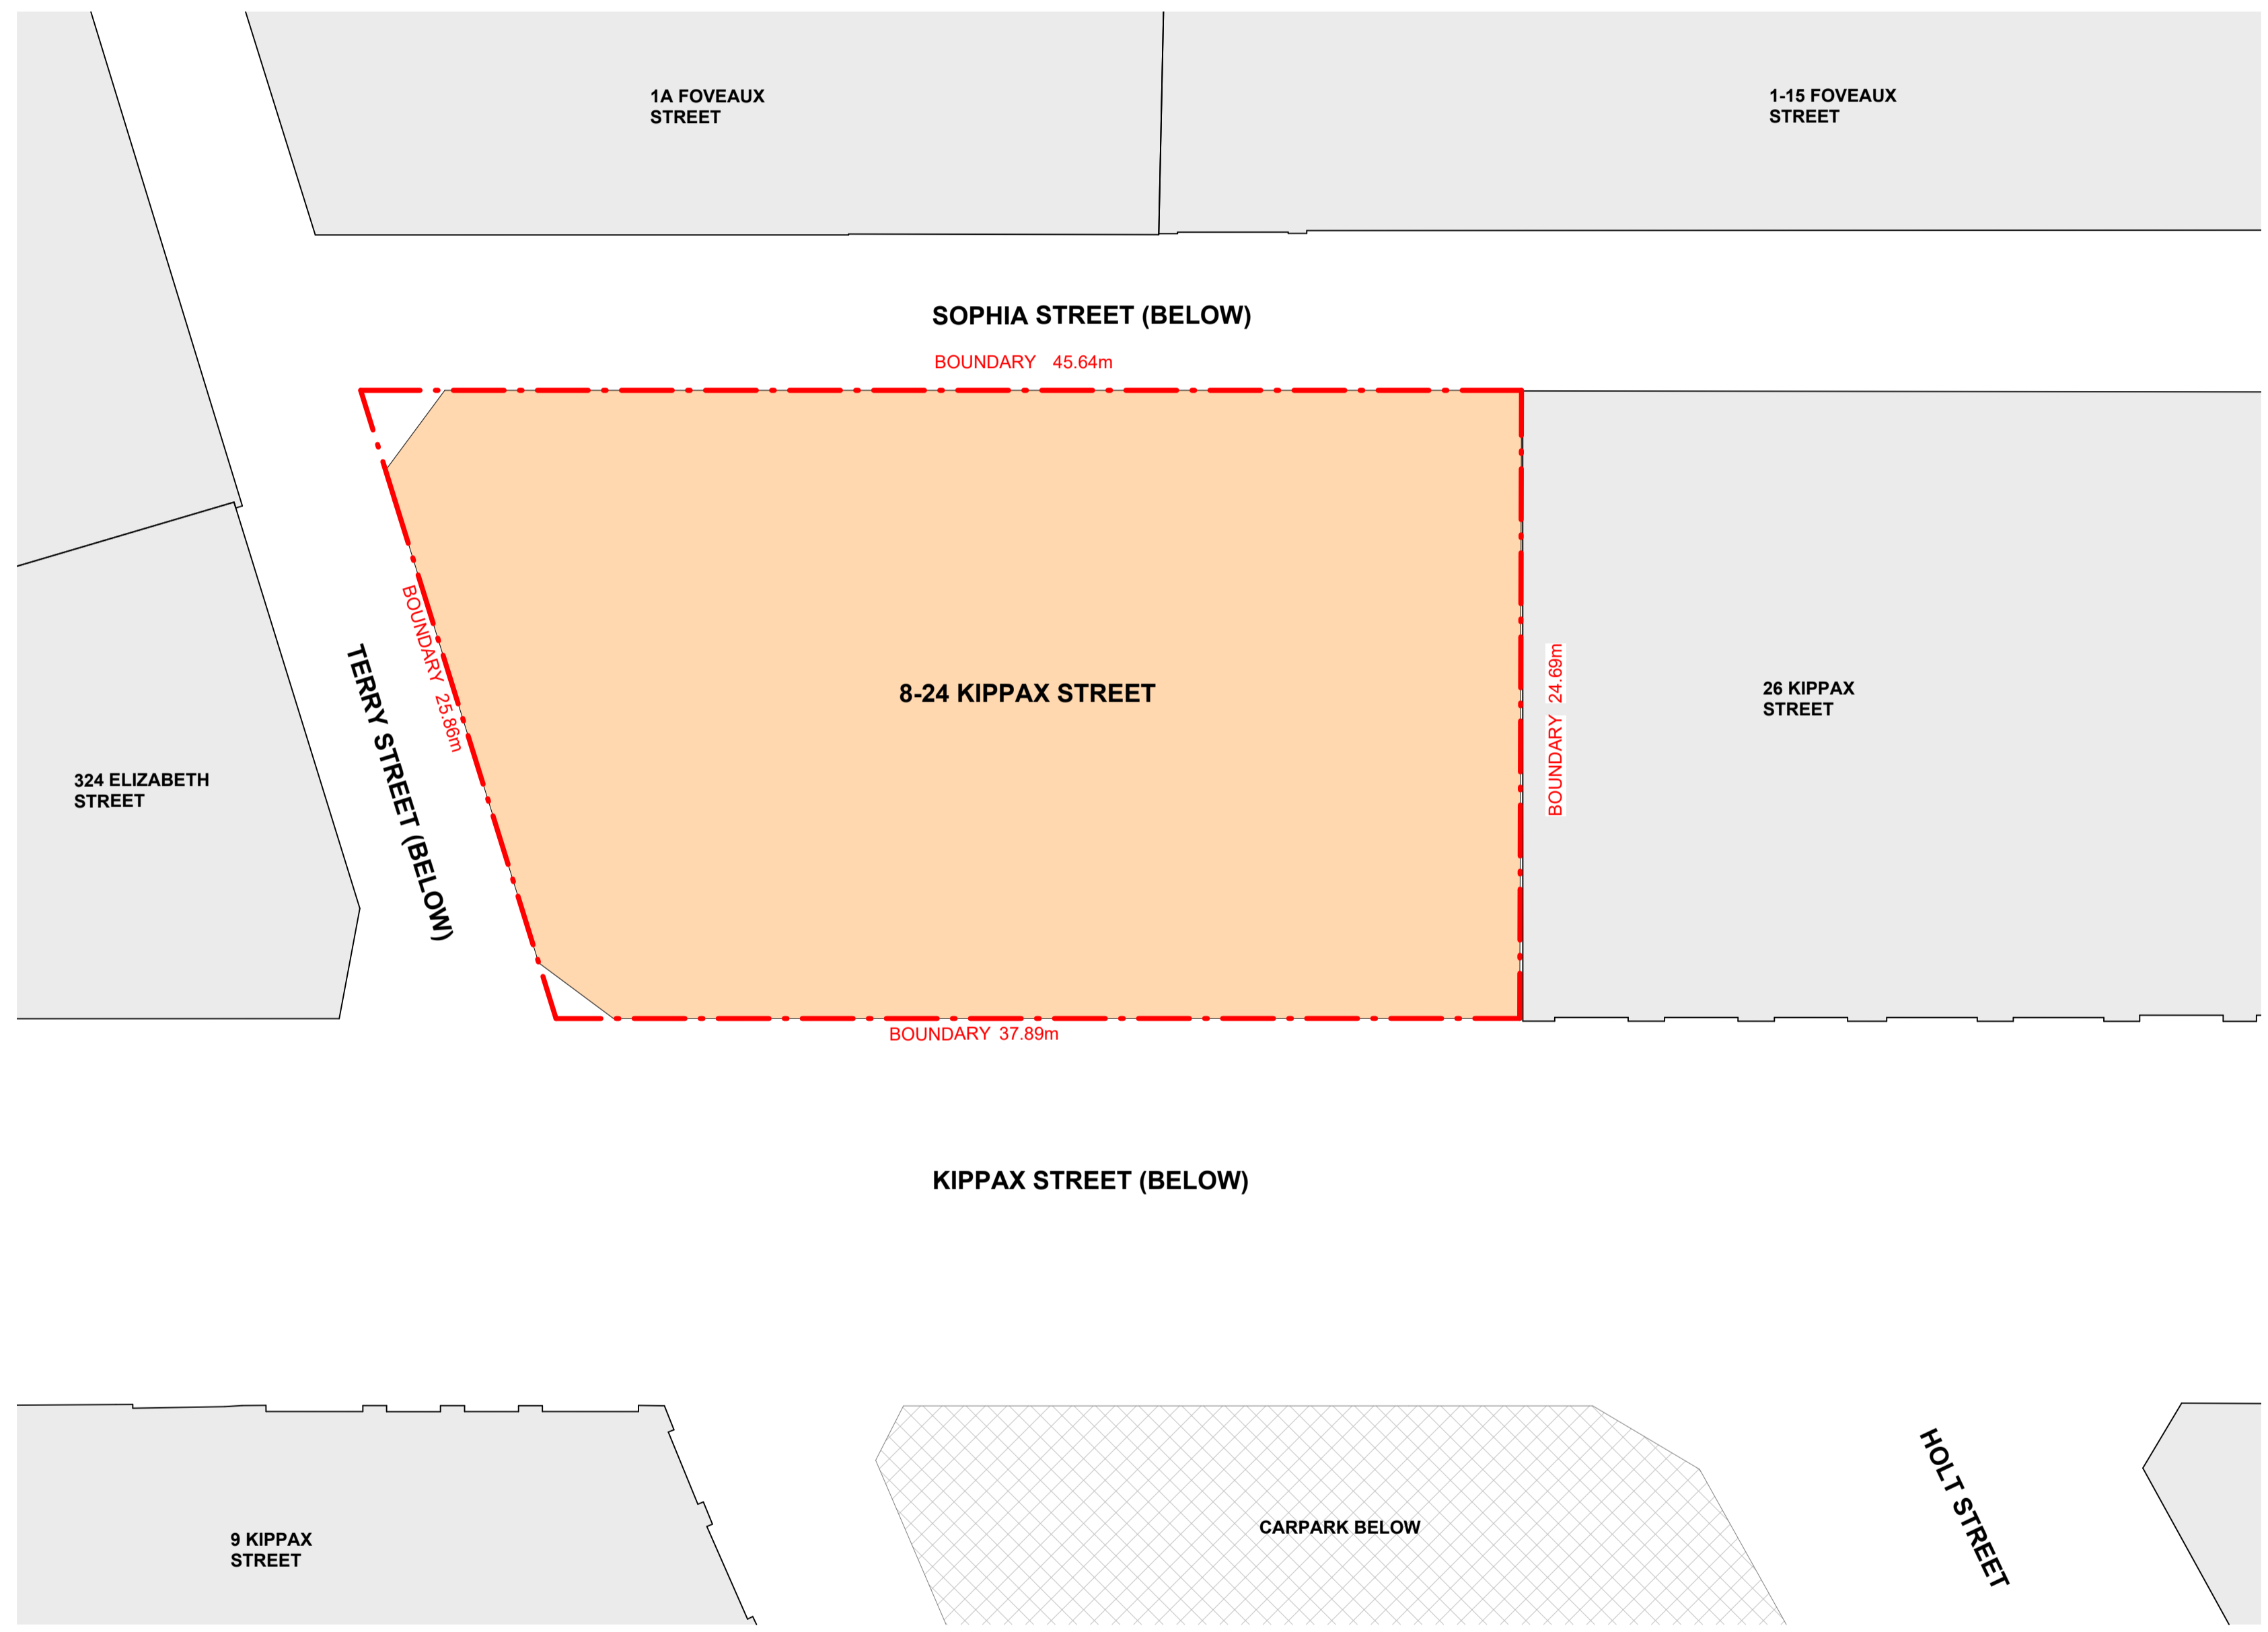 1A FOVEAUX
STREET
1-15 FOVEAUX
STREET
SOPHIA STREET (BELOW)
BOUNDARY 45.64m
BOUNDARY 25.86m
TERRY STREET (BELOW)
8-24 KIPPAX STREET
BOUNDARY 24.69m
26 KIPPAX
STREET
324 ELIZABETH
STREET
BOUNDARY 37.89m
KIPPAX STREET (BELOW)
HOLT STREET
CARPARK BELOW
9 KIPPAX
STREET